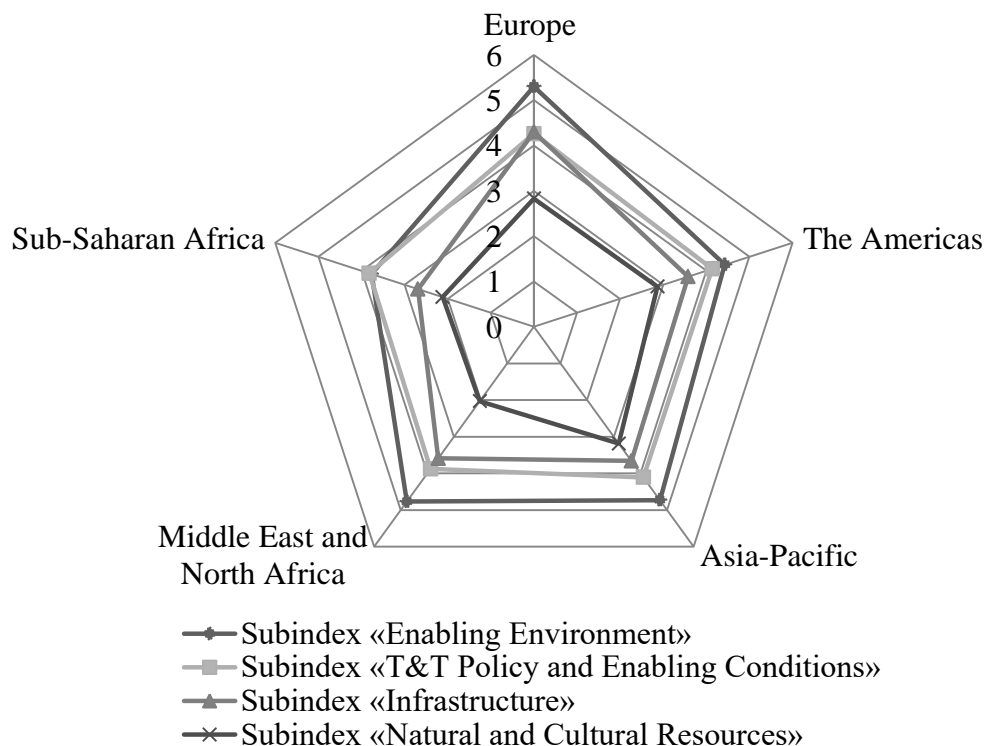 Europe
6
5
4
3
2
1
0
Sub-Saharan Africa
The Americas
Middle East and
North Africa
Asia-Pacific
Subindex «Enabling Environment»
Subindex «T&T Policy and Enabling Conditions»
Subindex «Infrastructure»
Subindex «Natural and Cultural Resources»